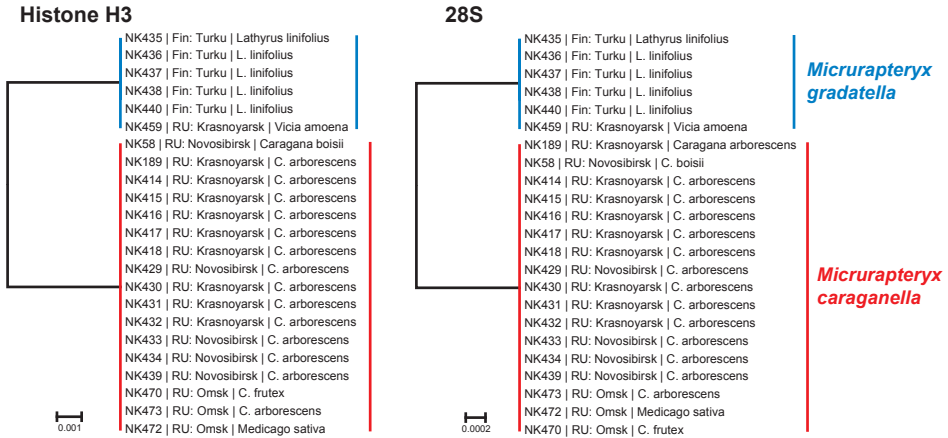 Histone H3
NK435 | Fin: Turku | Lathyrus linifolius
NK436 | Fin: Turku | L. linifolius
NK437 | Fin: Turku | L. linifolius
NK438 | Fin: Turku | L. linifolius
NK440 | Fin: Turku | L. linifolius
NK459 | RU: Krasnoyarsk | Vicia amoena
NK58 | RU: Novosibirsk | Caragana boisii
NK189 | RU: Krasnoyarsk | C. arborescens
NK414 | RU: Krasnoyarsk | C. arborescens
NK415 | RU: Krasnoyarsk | C. arborescens
NK416 | RU: Krasnoyarsk | C. arborescens
NK417 | RU: Krasnoyarsk | C. arborescens
NK418 | RU: Krasnoyarsk | C. arborescens
NK429 | RU: Novosibirsk | C. arborescens
NK430 | RU: Krasnoyarsk | C. arborescens
NK431 | RU: Krasnoyarsk | C. arborescens
NK432 | RU: Krasnoyarsk | C. arborescens
NK433 | RU: Novosibirsk | C. arborescens
NK434 | RU: Novosibirsk | C. arborescens
NK439 | RU: Novosibirsk | C. arborescens
NK470 | RU: Omsk | C. frutex
NK473 | RU: Omsk | C. arborescens
NK472 | RU: Omsk | Medicago sativa
0.001
28S
NK435 | Fin: Turku | Lathyrus linifolius
NK436 | Fin: Turku | L. linifolius
NK437 | Fin: Turku | L. linifolius
NK438 | Fin: Turku | L. linifolius
NK440 | Fin: Turku | L. linifolius
NK459 | RU: Krasnoyarsk | Vicia amoena
NK189 | RU: Krasnoyarsk | Caragana arborescens
NK58 | RU: Novosibirsk | C. boisii
NK414 | RU: Krasnoyarsk | C. arborescens
NK415 | RU: Krasnoyarsk | C. arborescens
NK416 | RU: Krasnoyarsk | C. arborescens
NK417 | RU: Krasnoyarsk | C. arborescens
NK418 | RU: Krasnoyarsk | C. arborescens
NK429 | RU: Novosibirsk | C. arborescens
NK430 | RU: Krasnoyarsk | C. arborescens
NK431 | RU: Krasnoyarsk | C. arborescens
NK432 | RU: Krasnoyarsk | C. arborescens
NK433 | RU: Novosibirsk | C. arborescens
NK434 | RU: Novosibirsk | C. arborescens
NK439 | RU: Novosibirsk | C. arborescens
NK473 | RU: Omsk | C. arborescens
NK472 | RU: Omsk | Medicago sativa
NK470 | RU: Omsk | C. frutex
0.0002
Micrurapteryx
gradatella
Micrurapteryx
caraganella